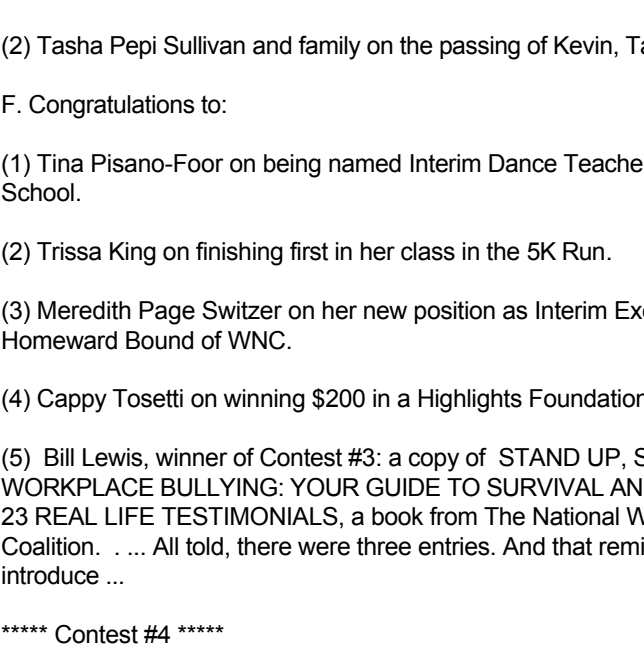 (2) Tasha Pepi Sullivan and family on the passing of Kevin,
F. Congratulations to:
(1) Tina Pisano-Foor on being named Interim Dance
School.
(2) Trissa King on finishing first in her class in the 5K Run.
(3) Meredith Page Switzer on her new position as Interim
Homeward Bound of WNC.
(4) Cappy Tosetti on winning $200 in a Highlights Foundation
(5) Bill Lewis, winner of Contest #3: a copy of STAND UP,
WORKPLACE BULLYING: YOUR GUIDE TO SURVIVAL
23 REAL LIFE TESTIMONIALS, a book from The National
Coalition. . ... All told, there were three entries. And that
introduce ...
***** Contest #4 *****